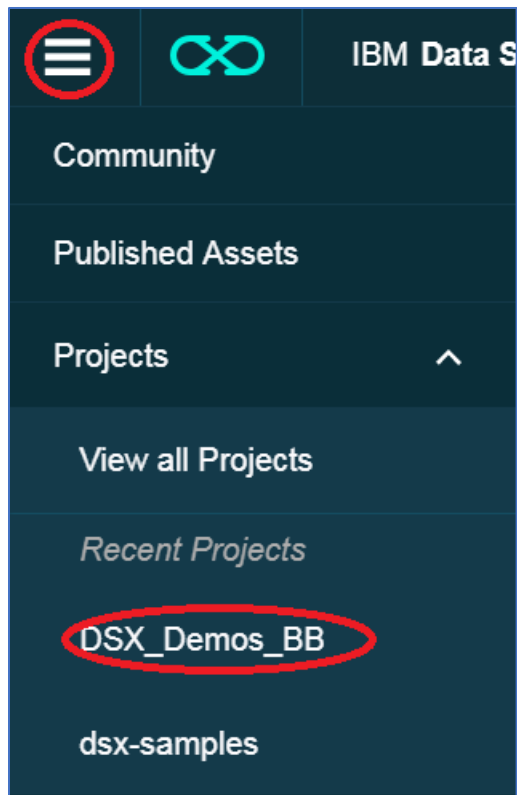 IBM Data S
Community
Published Assets
Projects
View all Projects
Recent Projects
DSX_Demos_BB
dsx-samples